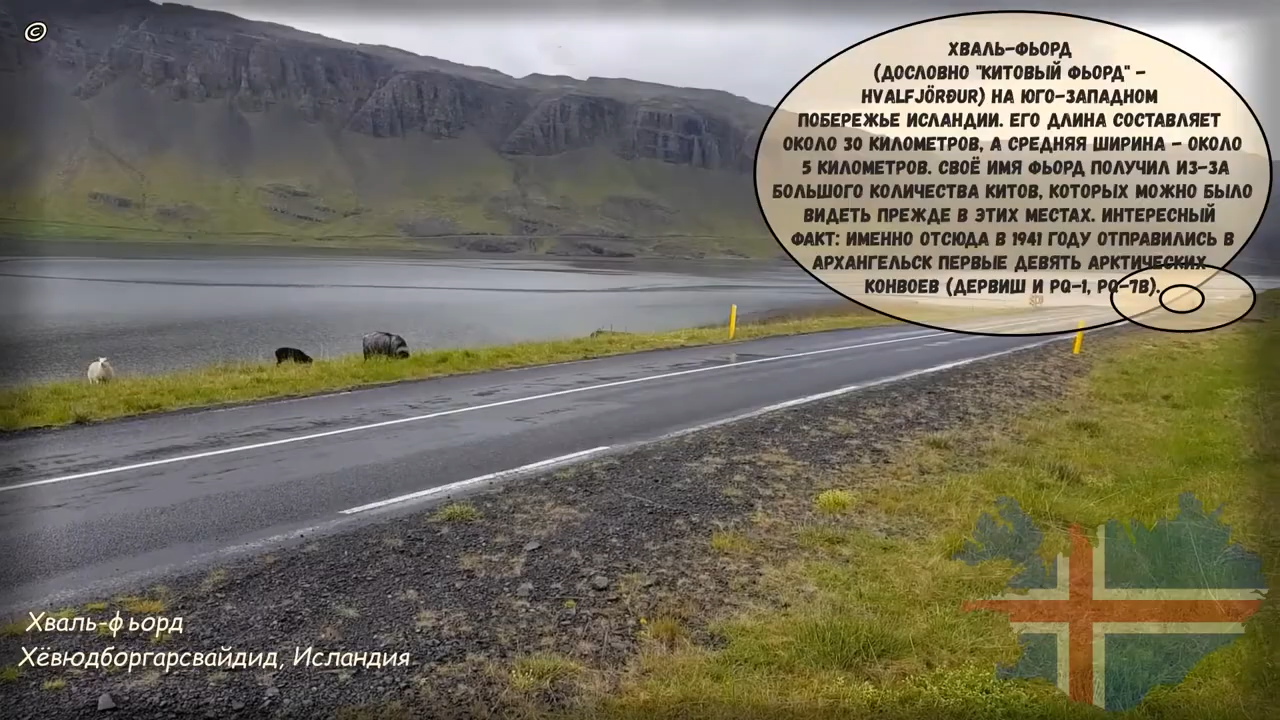 ©
ХВАЛЬ-ФЬОРД
(ДОСЛОВНО "КИТОВЫЙ ФЬОРД" -
HVALFJÖRÐUR) НА ЮГО-ЗАПАДНОМ
ПОБЕРЕЖЬЕ ИСЛАНДИИ. ЕГО ДЛИНА СОСТАВЛЯЕТ
ОКОЛО 30 КИЛОМЕТРОВ, А СРЕДНЯЯ ШИРИНА - ОКОЛО
5 КИЛОМЕТРОВ. СВОЁ ИМЯ ФЬОРД ПОЛУЧИЛ ИЗ-ЗА
БОЛЬШОГО КОЛИЧЕСТВА КИТОВ, КОТОРЫХ МОЖНО БЫЛО
ВИДЕТЬ ПРЕЖДЕ В ЭТИХ МЕСТАХ. ИНТЕРЕСНЫЙ
ФАКТ: ИМЕННО ОТСЮДА В 1941 ГОДУ ОТПРАВИЛИСЬ В
АРХАНГЕЛЬСК ПЕРВЫЕ ДЕВЯТЬ АРКТИЧЕСКИХ
КОНВОЕВ (ДЕРВИШ И PQ-1, PQ-7B).
Хваль-фьорд
Хёвюдборгарсвайдид, Исландия